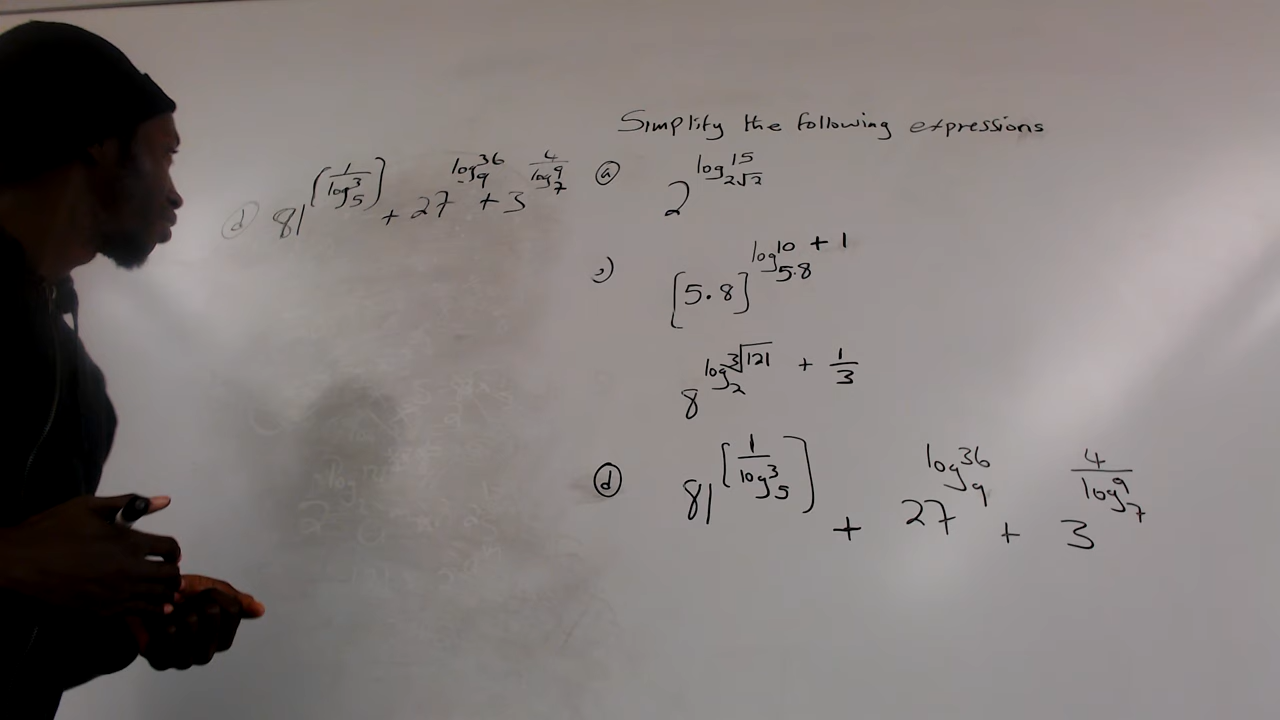 Simplify the following expressions
d) 81^(1/log_5 3) + 27^(log_9 36) + 3^(4/log_7 9)
ⓐ 2^(log_{2√2} 15)
[5.8]^(log_{5.8} 10 + 1)
8^(log_2 ∛121 + 1/3)
ⓓ 81^[1/log_5 3] + 27^(log_9 36) + 3^(4/log_7 9)